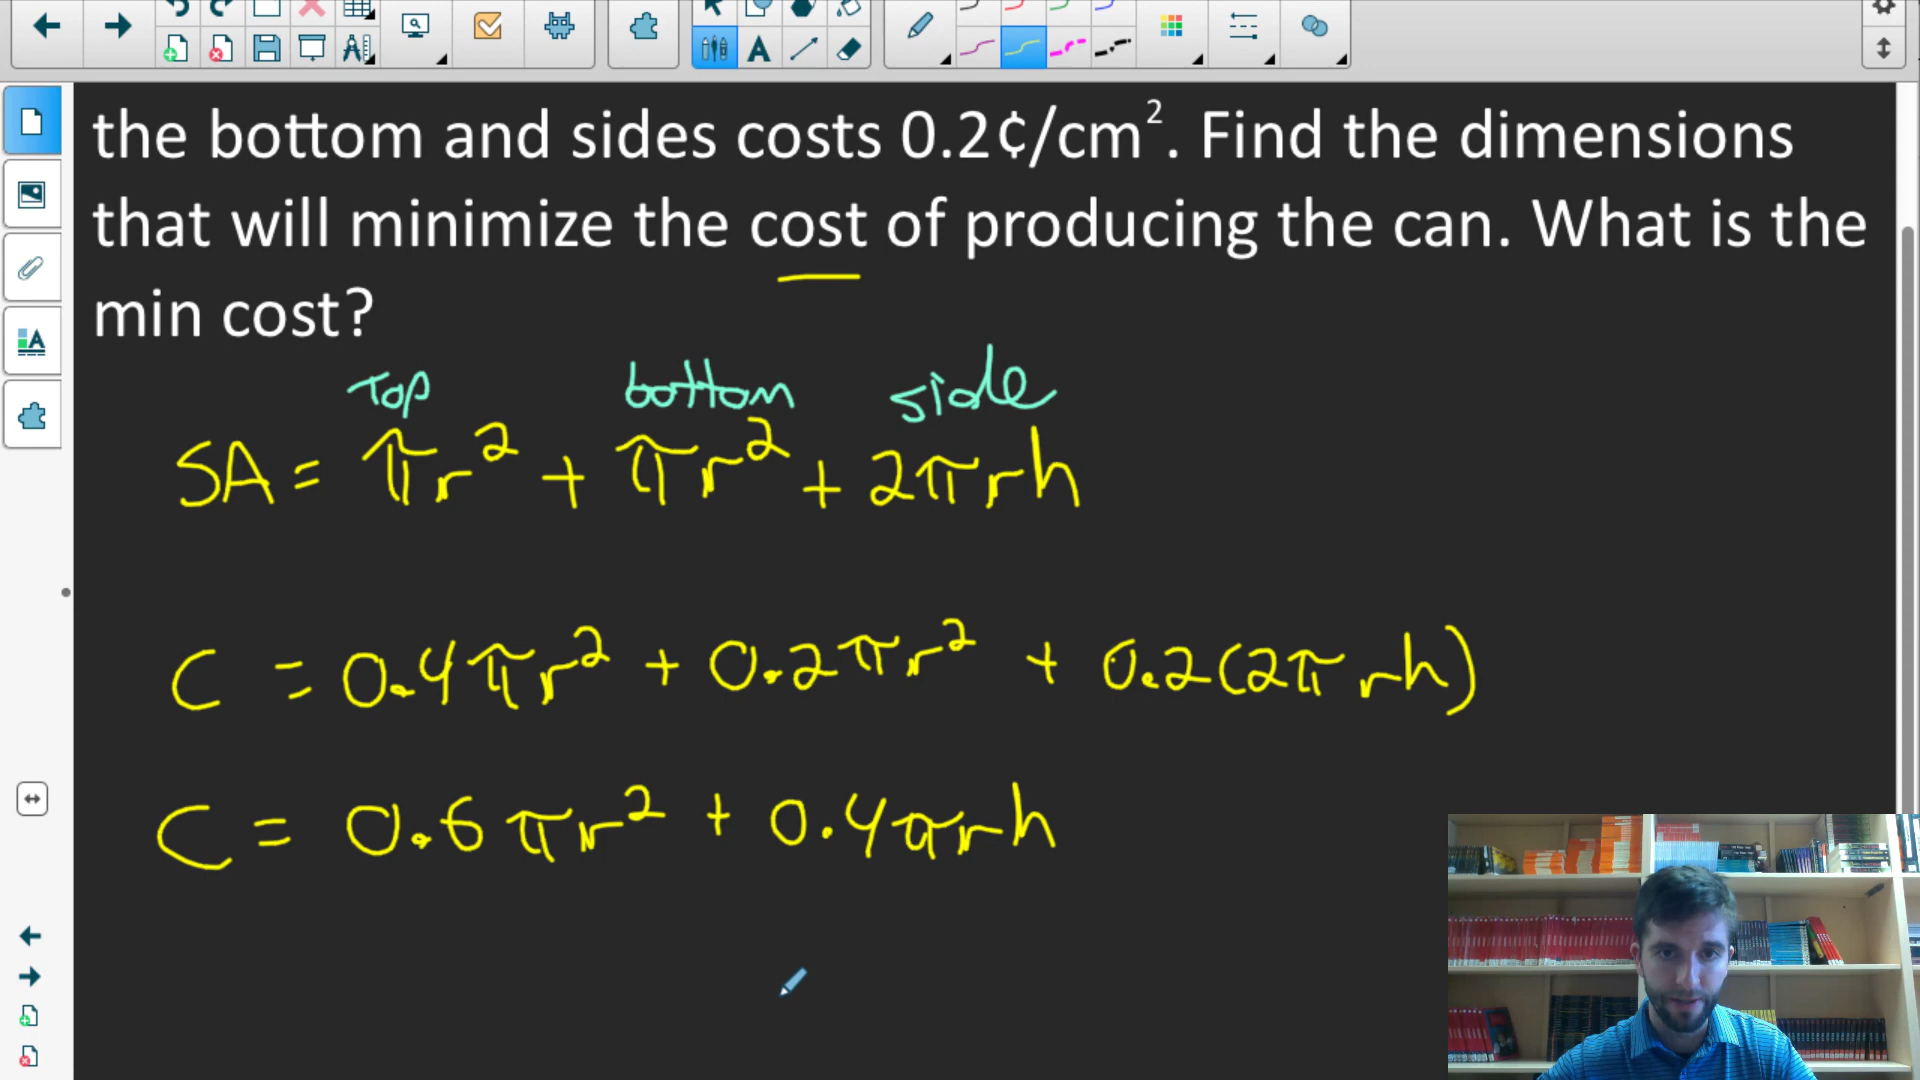 the bottom and sides costs 0.2¢/cm². Find the dimensions
that will minimize the cost of producing the can. What is the
min cost?
Top bottom side
SA = πr² + πr² + 2πrh
C = 0.4πr² + 0.2πr² + 0.2(2πrh)
C = 0.6πr² + 0.4πrh